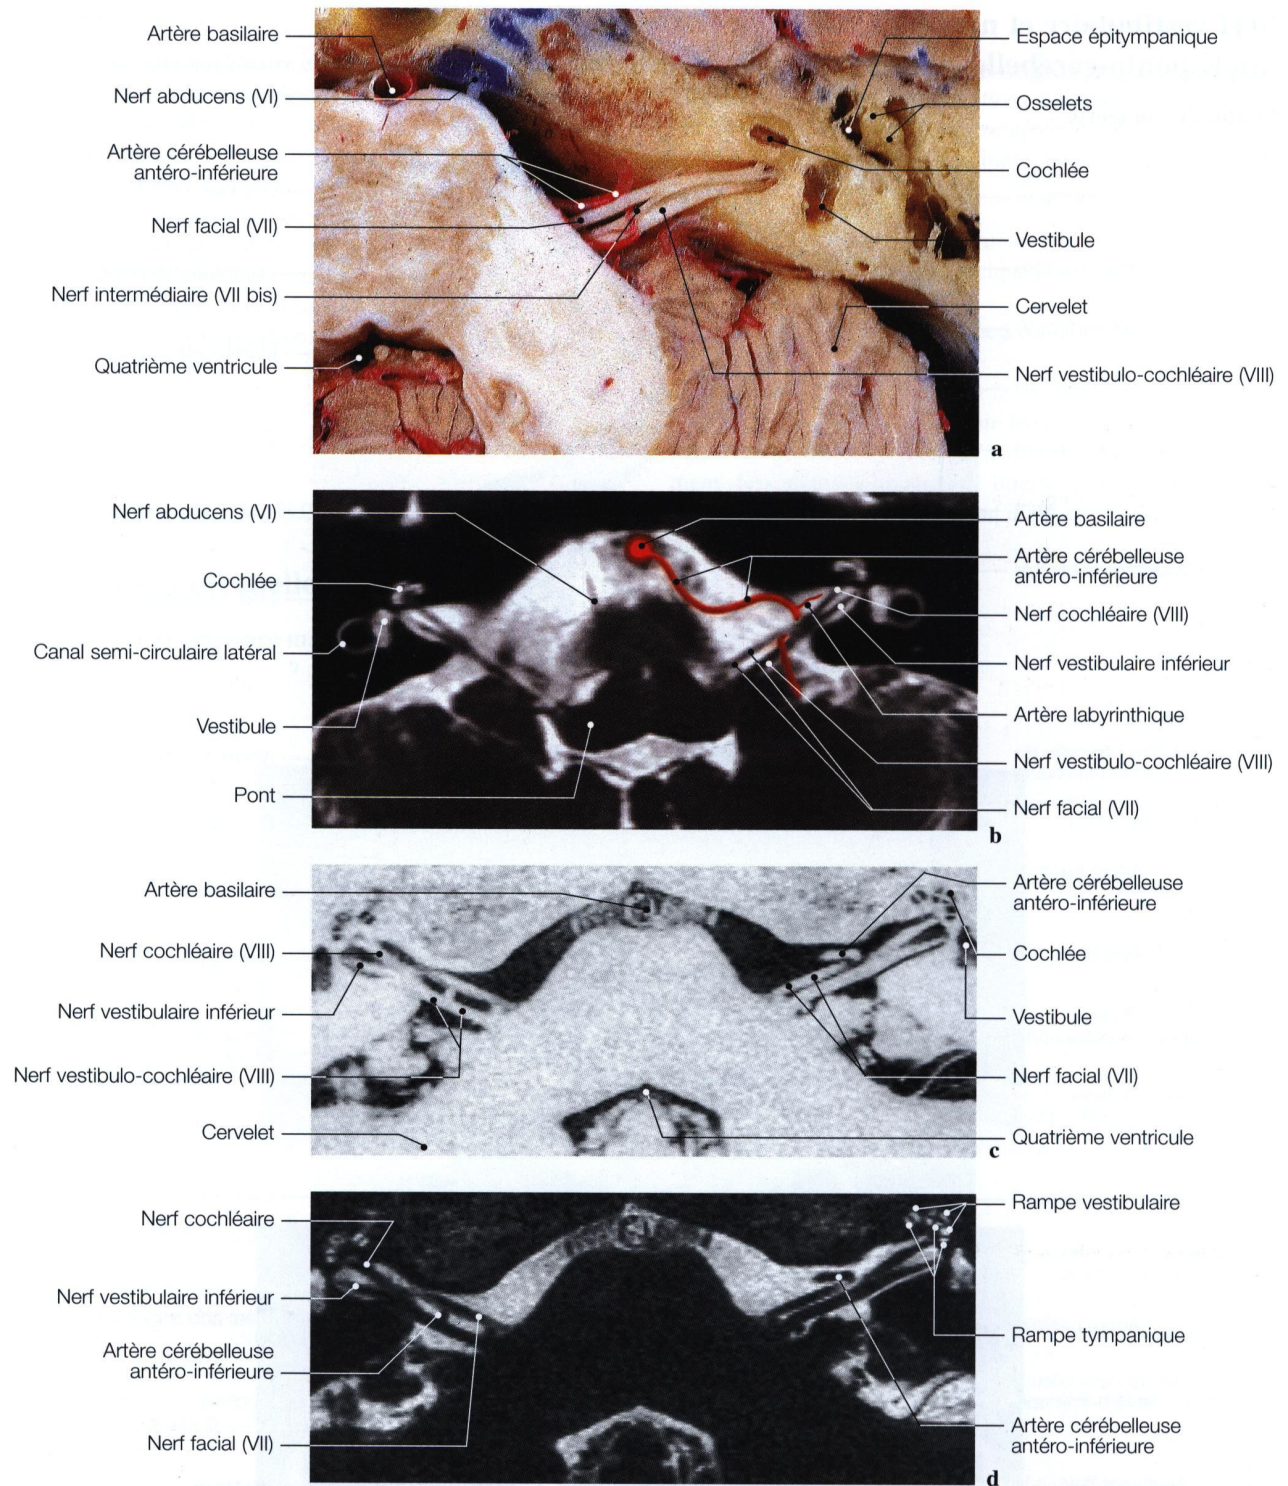 Artère basilaire
Nerf abducens (VI)
Artère cérébelleuse
antéro-inférieure
Nerf facial (VII)
Nerf intermédiaire (VII bis)
Quatrième ventricule
Espace épitympanique
Osselets
Cochlée
Vestibule
Cervelet
Nerf vestibulo-cochléaire (VIII)
a
Nerf abducens (VI)
Cochlée
Canal semi-circulaire latéral
Vestibule
Pont
Artère basilaire
Artère cérébelleuse
antéro-inférieure
Nerf cochléaire (VIII)
Nerf vestibulaire inférieur
Artère labyrinthique
Nerf vestibulo-cochléaire (VIII)
Nerf facial (VII)
b
Artère basilaire
Nerf cochléaire (VIII)
Nerf vestibulaire inférieur
Nerf vestibulo-cochléaire (VIII)
Cervelet
Artère cérébelleuse
antéro-inférieure
Cochlée
Vestibule
Nerf facial (VII)
Quatrième ventricule
c
Nerf cochléaire
Nerf vestibulaire inférieur
Artère cérébelleuse
antéro-inférieure
Nerf facial (VII)
Rampe vestibulaire
Rampe tympanique
Artère cérébelleuse
antéro-inférieure
d